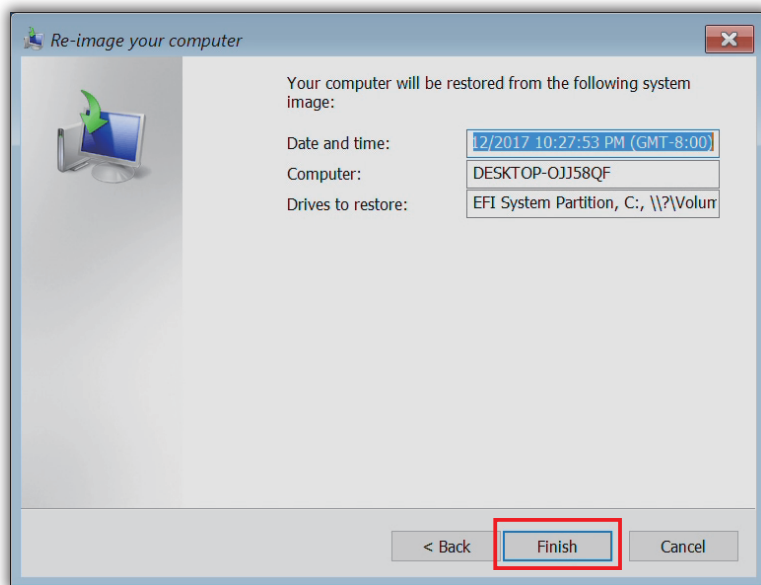 Re-image your computer
Your computer will be restored from the following system
image:
Date and time: 12/2017 10:27:53 PM (GMT-8:00)
Computer: DESKTOP-OJJ58QF
Drives to restore: EFI System Partition, C:, \\?\Volum
< Back Finish Cancel